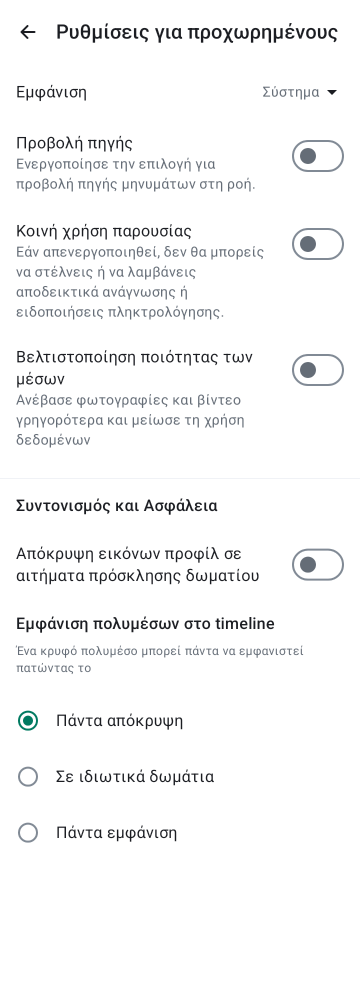 Ρυθμίσεις για προχωρημένους
Εμφάνιση
Σύστημα
Προβολή πηγής
Ενεργοποίησε την επιλογή για
προβολή πηγής μηνυμάτων στη ροή.
Κοινή χρήση παρουσίας
Εάν απενεργοποιηθεί, δεν θα μπορείς
να στέλνεις ή να λαμβάνεις
αποδεικτικά ανάγνωσης ή
ειδοποιήσεις πληκτρολόγησης.
Βελτιστοποίηση ποιότητας των
μέσων
Ανέβασε φωτογραφίες και βίντεο
γρηγορότερα και μείωσε τη χρήση
δεδομένων
Συντονισμός και Ασφάλεια
Απόκρυψη εικόνων προφίλ σε
αιτήματα πρόσκλησης δωματίου
Εμφάνιση πολυμέσων στο timeline
Ένα κρυφό πολυμέσο μπορεί πάντα να εμφανιστεί
πατώντας το
Πάντα απόκρυψη
Σε ιδιωτικά δωμάτια
Πάντα εμφάνιση